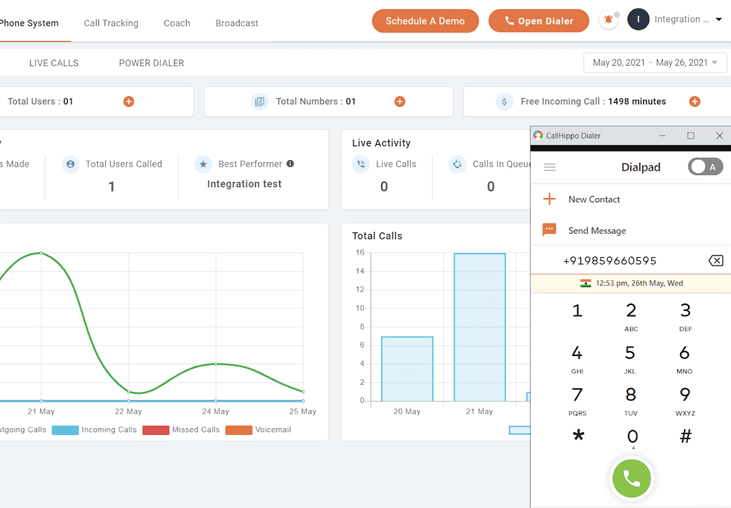 Phone System
Call Tracking
Coach
Broadcast
Schedule A Demo
Open Dialer
I
Integration ...
LIVE CALLS
POWER DIALER
May 20, 2021 - May 26, 2021
Total Users : 01
Total Numbers : 01
Free Incoming Call : 1498 minutes
s Made
Total Users Called
1
Best Performer
Integration test
Live Activity
Live Calls
0
Calls In Queue
0
21 May
22 May
24 May
25 May
utgoing Calls
Incoming Calls
Missed Calls
Voicemail
Total Calls
16
14
12
10
8
6
4
2
0
20 May
21 May
CallHippo Dialer
Dialpad
A
New Contact
Send Message
+919859660595
12:53 pm, 26th May, Wed
1 2 3
ABC DEF
4 5 6
GHI JKL MNO
7 8 9
PQRS TUV WXYZ
* 0 #
+